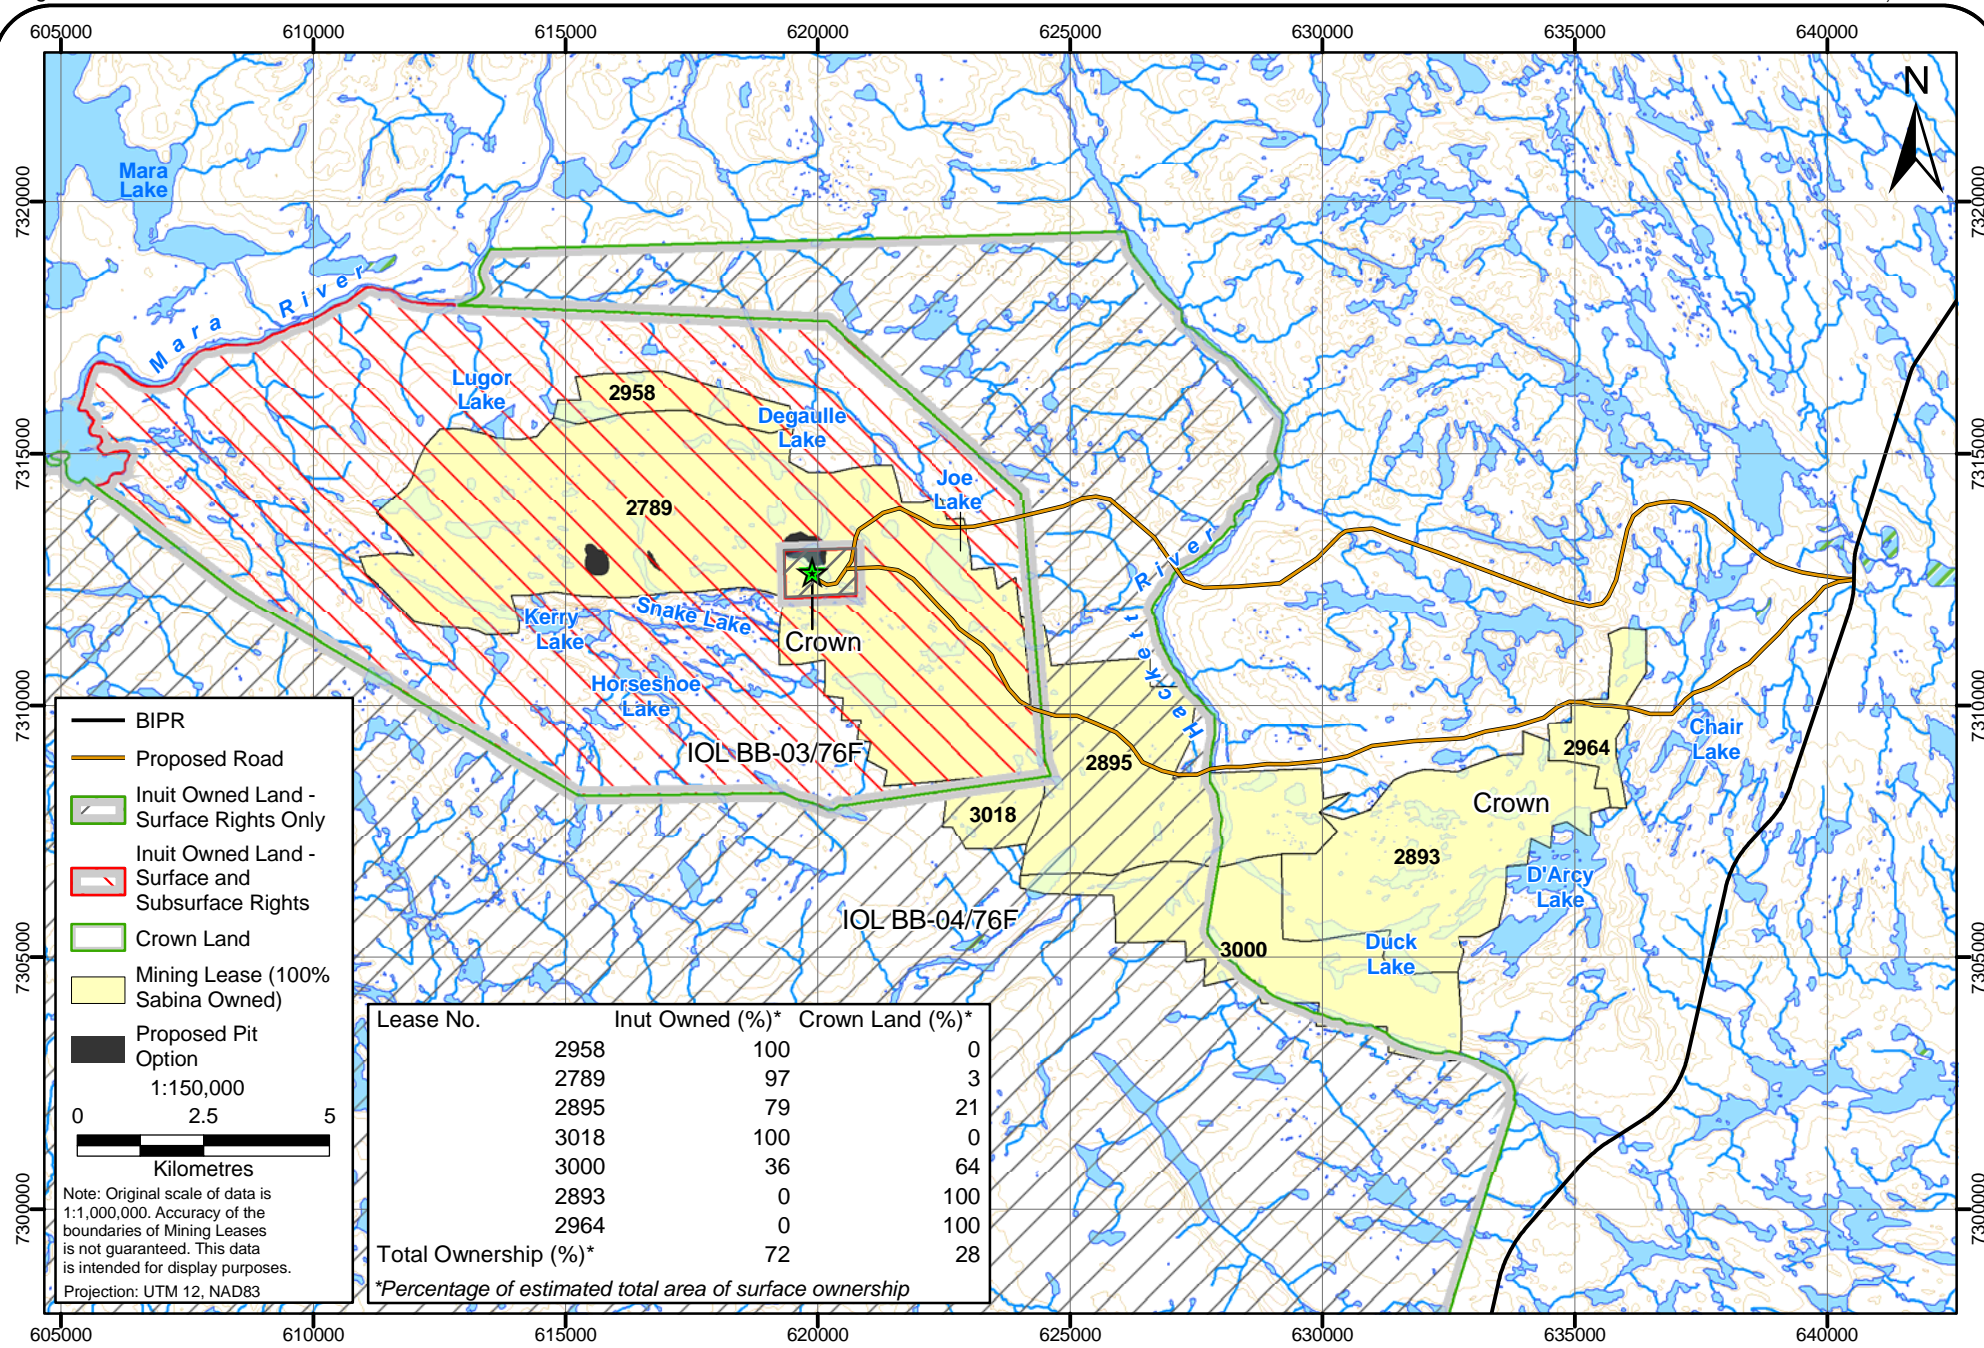 605000 610000 615000 620000 625000 630000 635000 640000
N
7320000 7320000
7315000 7315000
7310000 7310000
7305000 7305000
7300000 7300000
Mara
Lake
Mara River
Lugor
Lake
2958
Degaulle
Lake
Joe
Lake
2789
Hackett River
Kerry
Lake
Snake Lake
Crown
Horseshoe
Lake
IOL BB-03/76F
2895
3018
2964
Chair
Lake
Crown
2893
D'Arcy
Lake
IOL BB-04/76F
3000
Duck
Lake
BIPR
Proposed Road
Inuit Owned Land -
Surface Rights Only
Inuit Owned Land -
Surface and
Subsurface Rights
Crown Land
Mining Lease (100%
Sabina Owned)
Proposed Pit
Option
1:150,000
0 2.5 5
Kilometres
Note: Original scale of data is
1:1,000,000. Accuracy of the
boundaries of Mining Leases
is not guaranteed. This data
is intended for display purposes.
Projection: UTM 12, NAD83
Lease No. Inut Owned (%)* Crown Land (%)*
2958 100 0
2789 97 3
2895 79 21
3018 100 0
3000 36 64
2893 0 100
2964 0 100
Total Ownership (%)* 72 28
*Percentage of estimated total area of surface ownership
605000 610000 615000 620000 625000 630000 635000 640000